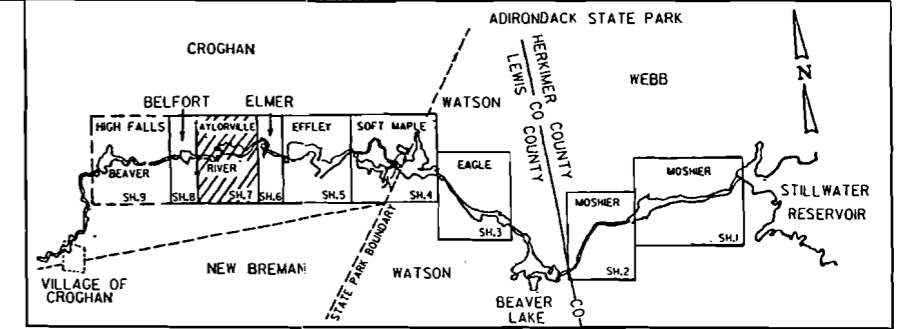 ADIRONDACK STATE PARK
CROGHAN
HERKIMER COUNTY
LEWIS CO COUNTY
WATSON
WEBB
N
BELFORT
ELMER
HIGH FALLS
AYLORVILLE
EFFLEY
SOFT MAPLE
EAGLE
MOSHIER
MOSHIER
BEAVER
RIVER
SH.9
SH.8
SH.7
SH.6
SH.5
SH.4
SH.3
SH.2
SH.1
STILLWATER
RESERVOIR
STATE PARK BOUNDARY
NEW BREMAN
WATSON
VILLAGE OF
CROGHAN
BEAVER
LAKE
CO